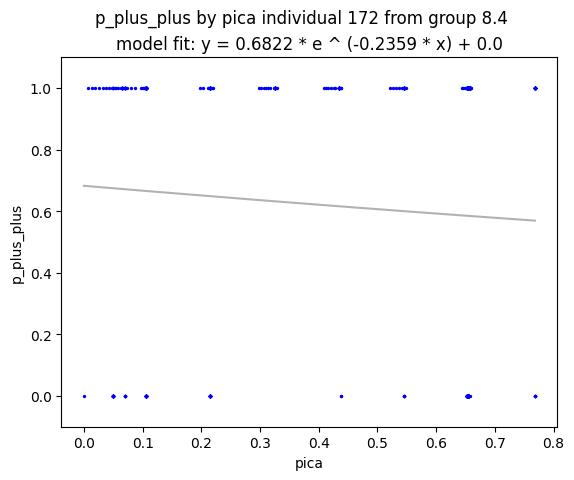 p_plus_plus by pica individual 172 from group 8.4
model fit: y = 0.6822 * e ^ (-0.2359 * x) + 0.0
1.0
0.8
0.6
0.4
0.2
0.0
p_plus_plus
0.0 0.1 0.2 0.3 0.4 0.5 0.6 0.7 0.8
pica